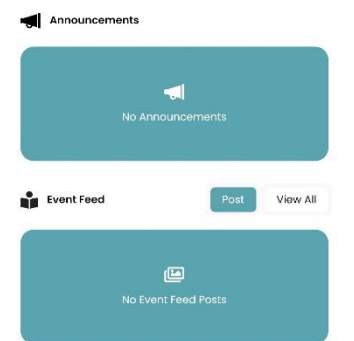 Announcements
No Announcements
Event Feed
Post
View All
No Event Feed Posts